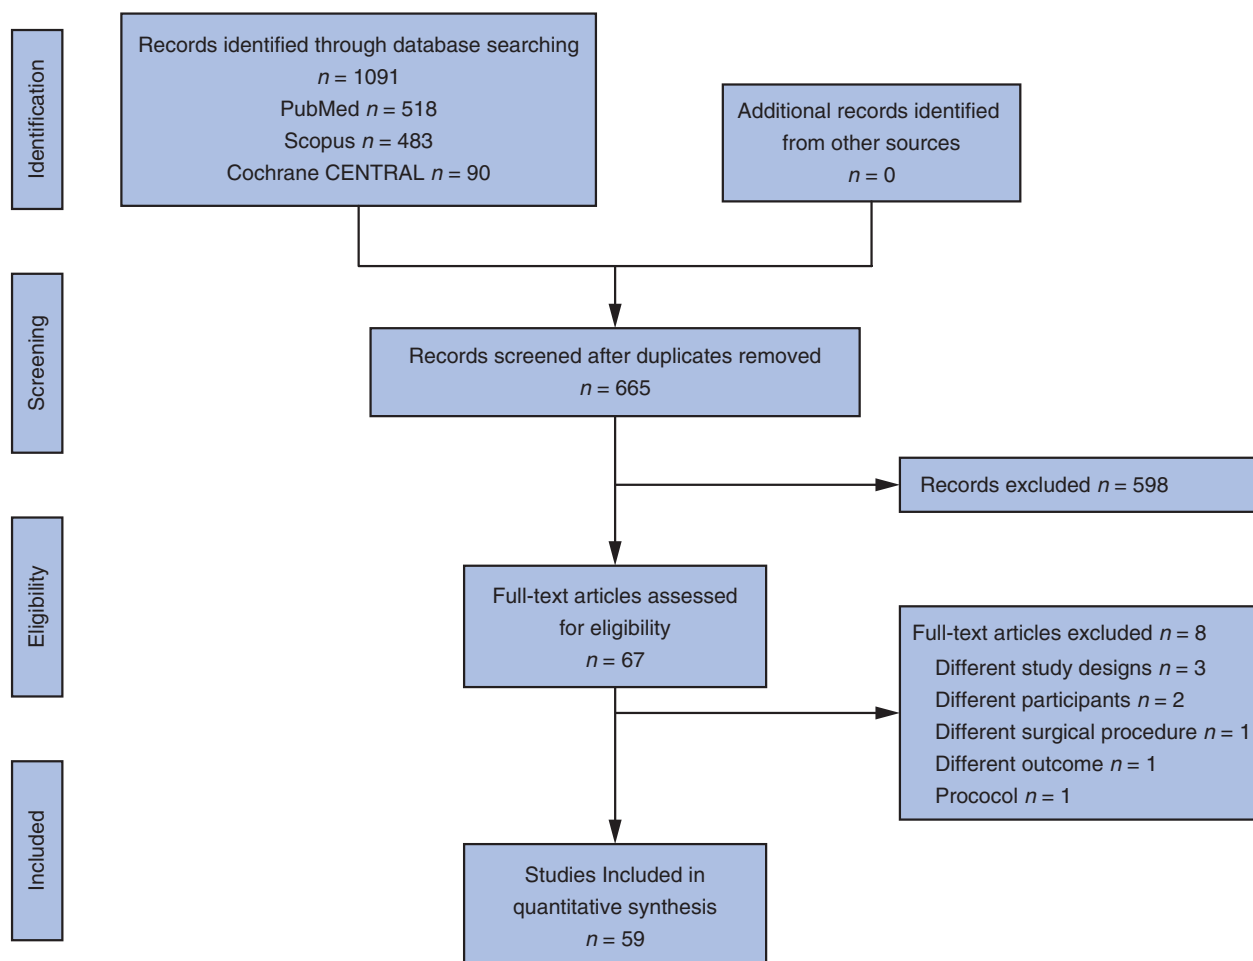 Identification
Records identified through database searching
n = 1091
PubMed n = 518
Scopus n = 483
Cochrane CENTRAL n = 90
Additional records identified
from other sources
n = 0
Screening
Records screened after duplicates removed
n = 665
Records excluded n = 598
Eligibility
Full-text articles assessed
for eligibility
n = 67
Full-text articles excluded n = 8
Different study designs n = 3
Different participants n = 2
Different surgical procedure n = 1
Different outcome n = 1
Prococol n = 1
Included
Studies Included in
quantitative synthesis
n = 59